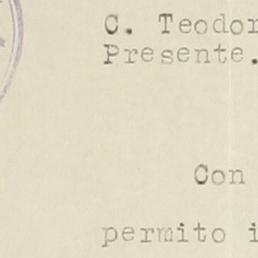 C. Teodor
Presente.
Con
permito i